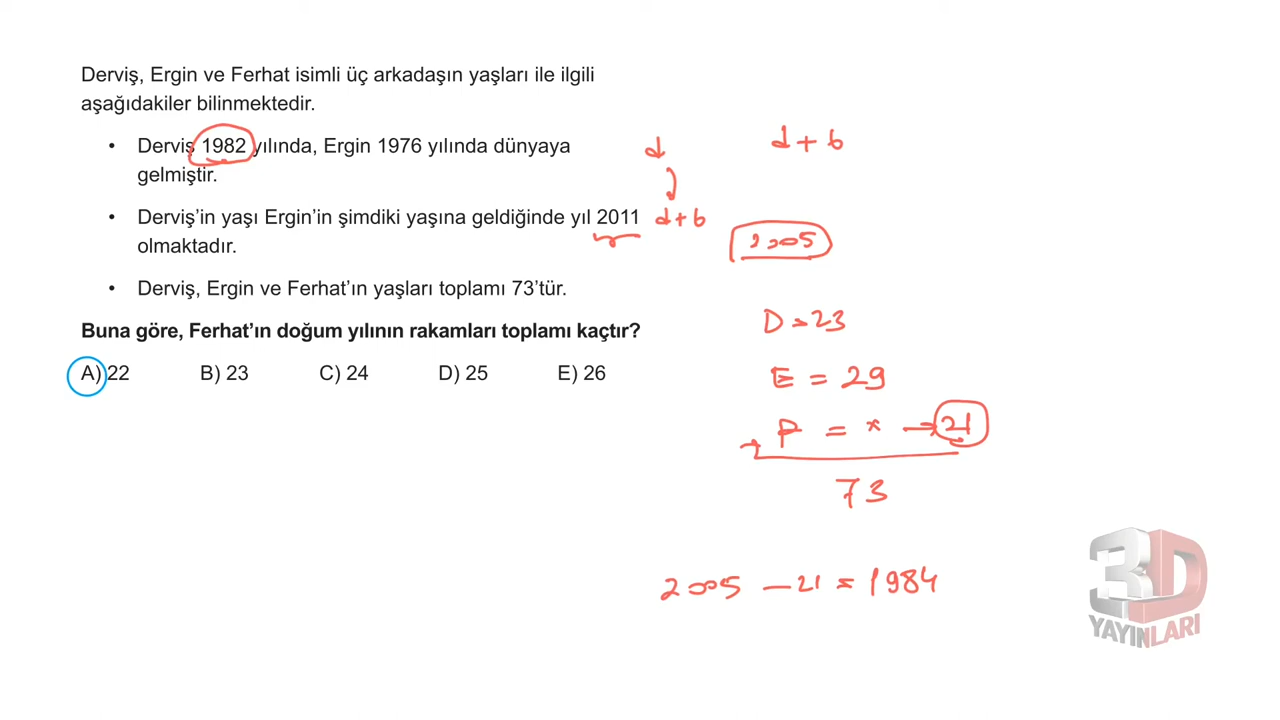 Derviş, Ergin ve Ferhat isimli üç arkadaşın yaşları ile ilgili
aşağıdakiler bilinmektedir.
• Derviş 1982 yılında, Ergin 1976 yılında dünyaya
gelmiştir.
• Derviş'in yaşı Ergin'in şimdiki yaşına geldiğinde yıl 2011
olmaktadır.
• Derviş, Ergin ve Ferhat'ın yaşları toplamı 73'tür.
Buna göre, Ferhat'ın doğum yılının rakamları toplamı kaçtır?
A) 22 B) 23 C) 24 D) 25 E) 26
d
d+6
d+6
2005
D = 23
E = 29
F = x → 21
+
73
2005 - 21 = 1984
3D
YAYINLARI